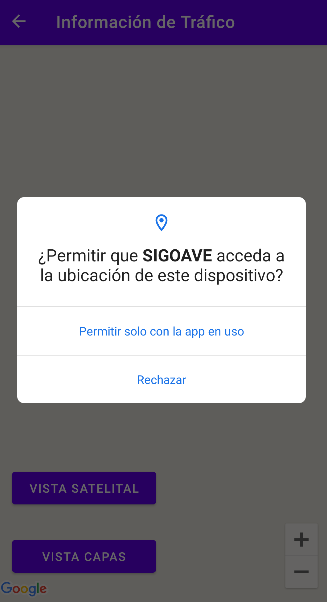 Información de Tráfico
¿Permitir que SIGOAVE acceda a
la ubicación de este dispositivo?
Permitir solo con la app en uso
Rechazar
VISTA SATELITAL
VISTA CAPAS
Google